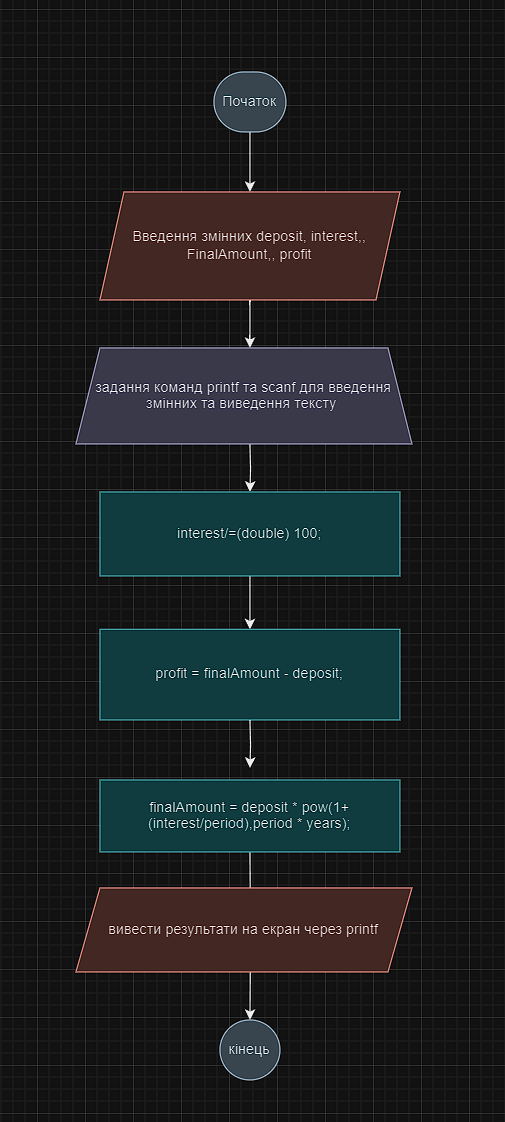 Початок
Введення змінних deposit, interest,,
FinalAmount,, profit
задання команд printf та scanf для введення
змінних та виведення тексту
interest/=(double) 100;
profit = finalAmount - deposit;
finalAmount = deposit * pow(1+
(interest/period),period * years);
вивести результати на екран через printf
кінець